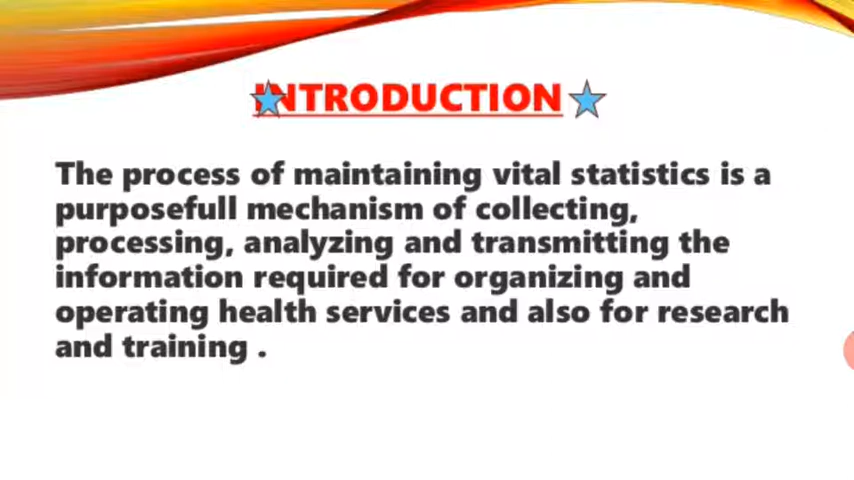 INTRODUCTION
The process of maintaining vital statistics is a
purposefull mechanism of collecting,
processing, analyzing and transmitting the
information required for organizing and
operating health services and also for research
and training .